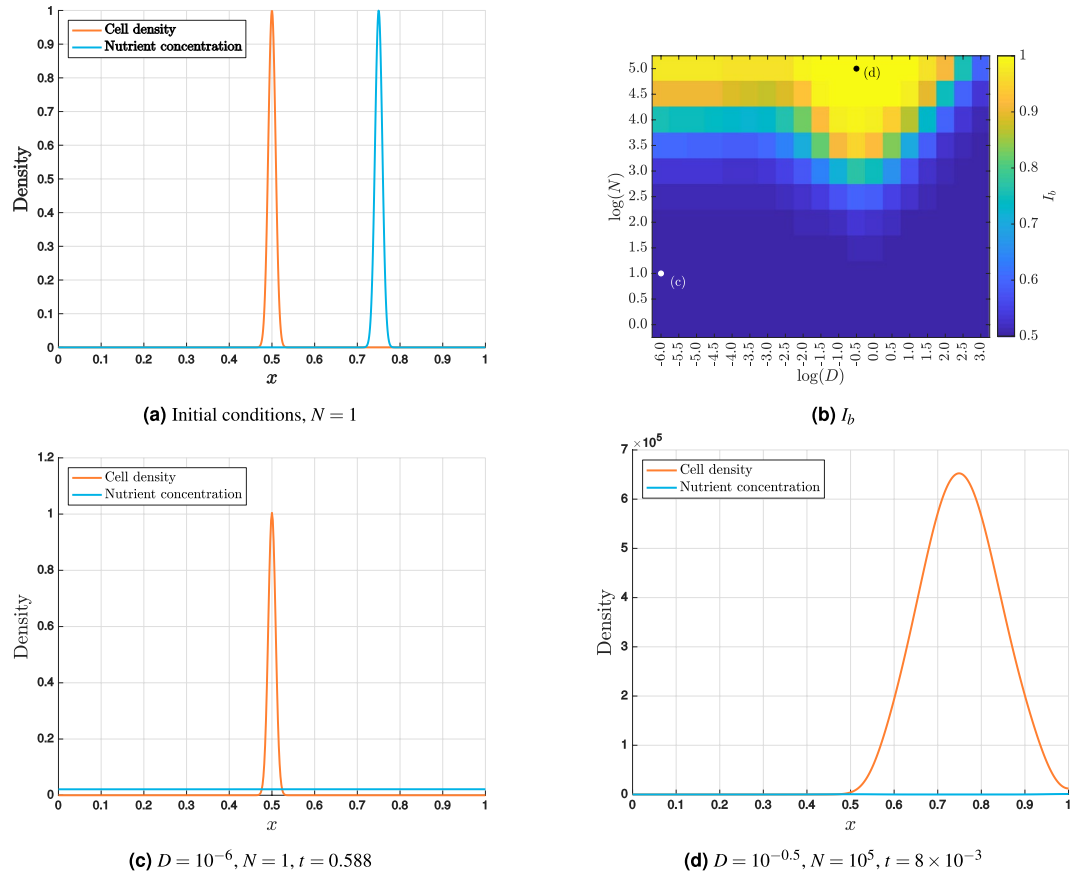 Cell density
Nutrient concentration
1
0.9
0.8
0.7
0.6
0.5
0.4
0.3
0.2
0.1
0
Density
0 0.1 0.2 0.3 0.4 0.5 0.6 0.7 0.8 0.9 1
x
(a) Initial conditions, N = 1
5.0
4.5
4.0
3.5
3.0
2.5
2.0
1.5
1.0
0.5
0.0
log(N)
(d)
(c)
-6.0 -5.5 -5.0 -4.5 -4.0 -3.5 -3.0 -2.5 -2.0 -1.5 -1.0 -0.5 0.0 0.5 1.0 1.5 2.0 2.5 3.0
log(D)
1
0.9
0.8
0.7
0.6
0.5
I_b
(b) I_b
Cell density
Nutrient concentration
1.2
1
0.8
0.6
0.4
0.2
0
Density
0 0.1 0.2 0.3 0.4 0.5 0.6 0.7 0.8 0.9 1
x
(c) D = 10⁻⁶, N = 1, t = 0.588
7 ×10⁵
Cell density
Nutrient concentration
6
5
4
3
2
1
0
Density
0 0.1 0.2 0.3 0.4 0.5 0.6 0.7 0.8 0.9 1
x
(d) D = 10⁻⁰·⁵, N = 10⁵, t = 8 × 10⁻³